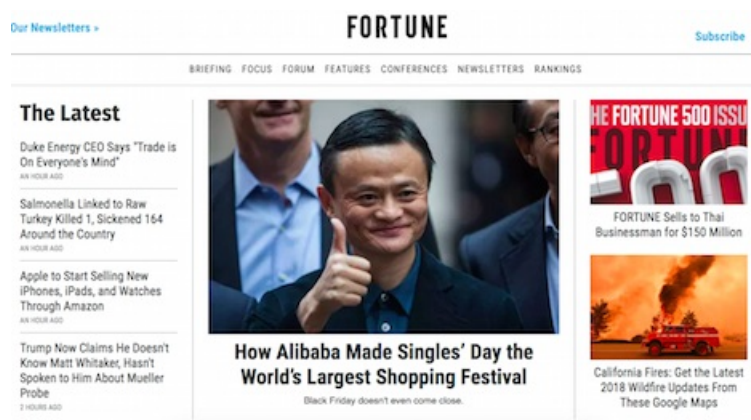 Our Newsletters »
FORTUNE
Subscribe
BRIEFING FOCUS FORUM FEATURES CONFERENCES NEWSLETTERS RANKINGS
The Latest
Duke Energy CEO Says "Trade is
On Everyone's Mind"
AN HOUR AGO
Salmonella Linked to Raw
Turkey Killed 1, Sickened 164
Around the Country
AN HOUR AGO
Apple to Start Selling New
iPhones, iPads, and Watches
Through Amazon
AN HOUR AGO
Trump Now Claims He Doesn't
Know Matt Whitaker, Hasn't
Spoken to Him About Mueller
Probe
2 HOURS AGO
How Alibaba Made Singles' Day the
World's Largest Shopping Festival
Black Friday doesn't even come close.
HE FORTUNE 500 ISSU
FORTUN
FORTUNE Sells to Thai
Businessman for $150 Million
California Fires: Get the Latest
2018 Wildfire Updates From
These Google Maps